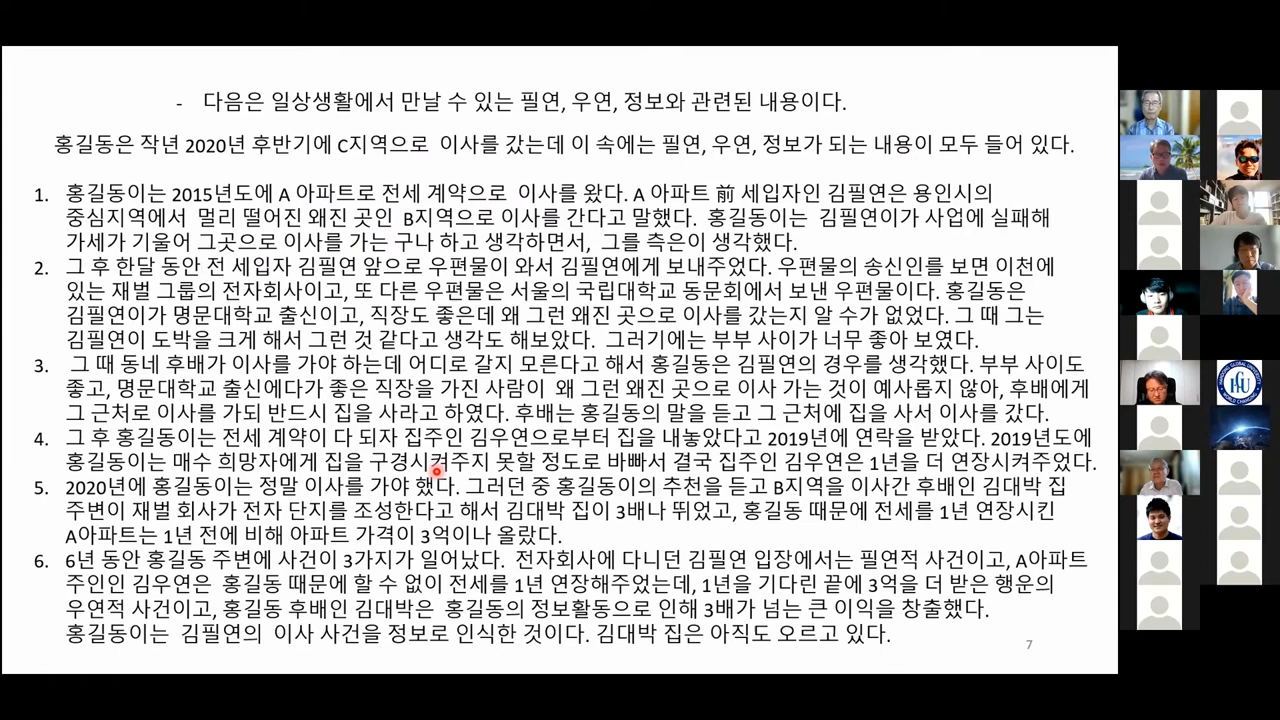 - 다음은 일상생활에서 만날 수 있는 필연, 우연, 정보와 관련된 내용이다.
홍길동은 작년 2020년 후반기에 C지역으로 이사를 갔는데 이 속에는 필연, 우연, 정보가 되는 내용이 모두 들어 있다.
1. 홍길동이는 2015년도에 A 아파트로 전세 계약으로 이사를 왔다. A 아파트 前 세입자인 김필연은 용인시의
중심지역에서 멀리 떨어진 왜진 곳인 B지역으로 이사를 간다고 말했다. 홍길동이는 김필연이가 사업에 실패해
가세가 기울어 그곳으로 이사를 가는 구나 하고 생각하면서, 그를 측은이 생각했다.
2. 그 후 한달 동안 전 세입자 김필연 앞으로 우편물이 와서 김필연에게 보내주었다. 우편물의 송신인를 보면 이천에
있는 재벌 그룹의 전자회사이고, 또 다른 우편물은 서울의 국립대학교 동문회에서 보낸 우편물이다. 홍길동은
김필연이가 명문대학교 출신이고, 직장도 좋은데 왜 그런 왜진 곳으로 이사를 갔는지 알 수가 없었다. 그 때 그는
김필연이 도박을 크게 해서 그런 것 같다고 생각도 해보았다. 그러기에는 부부 사이가 너무 좋아 보였다.
3. 그 때 동네 후배가 이사를 가야 하는데 어디로 갈지 모른다고 해서 홍길동은 김필연의 경우를 생각했다. 부부 사이도
좋고, 명문대학교 출신에다가 좋은 직장을 가진 사람이 왜 그런 왜진 곳으로 이사 가는 것이 예사롭지 않아, 후배에게
그 근처로 이사를 가되 반드시 집을 사라고 하였다. 후배는 홍길동의 말을 듣고 그 근처에 집을 사서 이사를 갔다.
4. 그 후 홍길동이는 전세 계약이 다 되자 집주인 김우연으로부터 집을 내놓았다고 2019년에 연락을 받았다. 2019년도에
홍길동이는 매수 희망자에게 집을 구경시켜주지 못할 정도로 바빠서 결국 집주인 김우연은 1년을 더 연장시켜주었다.
5. 2020년에 홍길동이는 정말 이사를 가야 했다. 그러던 중 홍길동이의 추천을 듣고 B지역을 이사간 후배인 김대박 집
주변이 재벌 회사가 전자 단지를 조성한다고 해서 김대박 집이 3배나 뛰었고, 홍길동 때문에 전세를 1년 연장시킨
A아파트는 1년 전에 비해 아파트 가격이 3억이나 올랐다.
6. 6년 동안 홍길동 주변에 사건이 3가지가 일어났다. 전자회사에 다니던 김필연 입장에서는 필연적 사건이고, A아파트
주인인 김우연은 홍길동 때문에 할 수 없이 전세를 1년 연장해주었는데, 1년을 기다린 끝에 3억을 더 받은 행운의
우연적 사건이고, 홍길동 후배인 김대박은 홍길동의 정보활동으로 인해 3배가 넘는 큰 이익을 창출했다.
홍길동이는 김필연의 이사 사건을 정보로 인식한 것이다. 김대박 집은 아직도 오르고 있다.
7